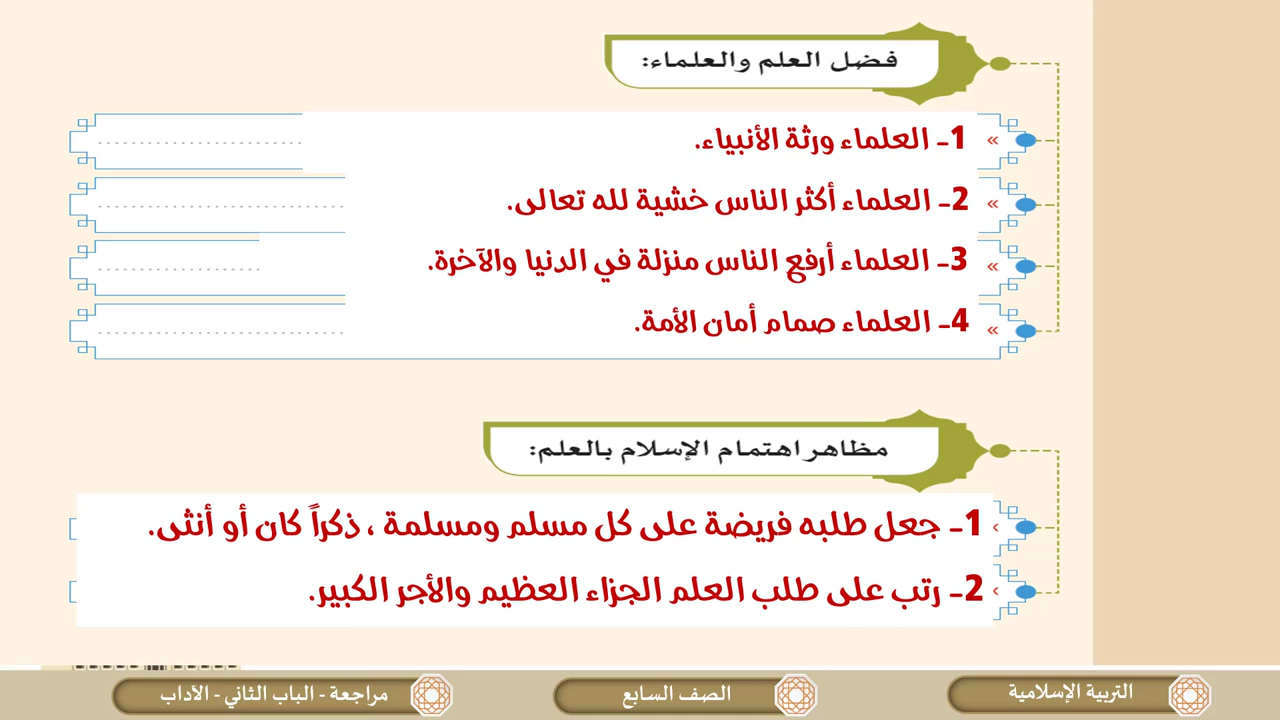 فضل العلم والعلماء:
1- العلماء ورثة الأنبياء.
2- العلماء أكثر الناس خشية لله تعالى.
3- العلماء أرفع الناس منزلة في الدنيا والآخرة.
4- العلماء صمام أمان الأمة.
مظاهر اهتمام الإسلام بالعلم:
1- جعل طلبه فريضة على كل مسلم ومسلمة ، ذكراً كان أو أنثى.
2- رتب على طلب العلم الجزاء العظيم والأجر الكبير.
التربية الإسلامية
الصف السابع
مراجعة - الباب الثاني - الآداب